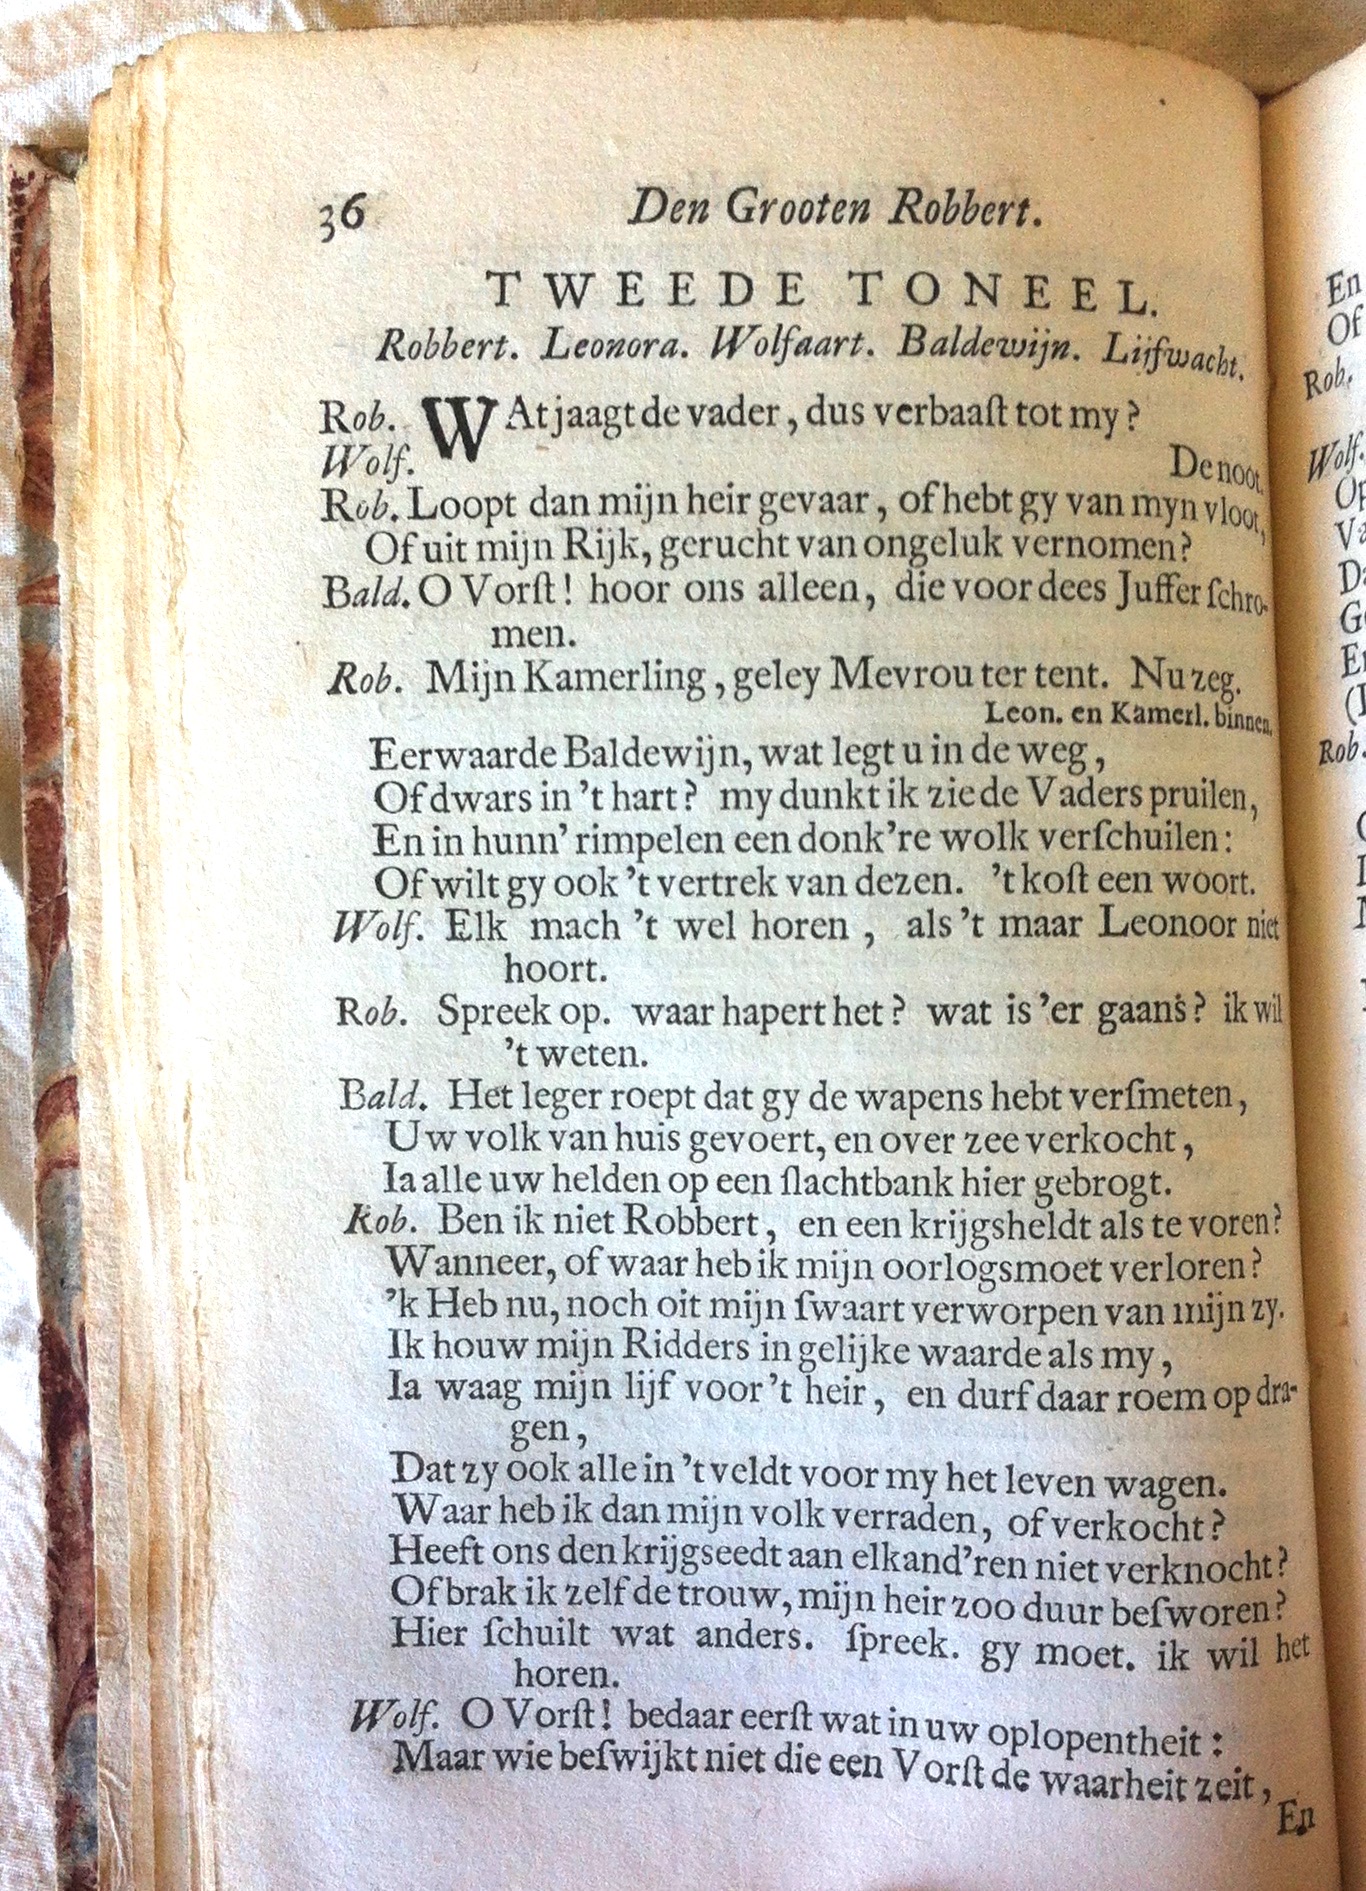 36 Den Grooten Robbert.
TWEEDE TONEEL.
Robbert. Leonora. Wolfaart. Baldewijn. Lijfwacht.
Rob. WAt jaagt de vader, dus verbaaſt tot my?
Wolf. De noot.
Rob. Loopt dan mijn heir gevaar, of hebt gy van myn vloot,
Of uit mijn Rijk, gerucht van ongeluk vernomen?
Bald. O Vorſt! hoor ons alleen, die voor dees Juffer ſchro-
men.
Rob. Mijn Kamerling, geley Mevrou ter tent. Nu zeg.
Leon. en Kamerl. binnen.
Eerwaarde Baldewijn, wat legt u in de weg,
Of dwars in 't hart? my dunkt ik zie de Vaders pruilen,
En in hunn' rimpelen een donk're wolk verſchuilen:
Of wilt gy ook 't vertrek van dezen. 't koſt een woort.
Wolf. Elk mach 't wel horen, als 't maar Leonoor niet
hoort.
Rob. Spreek op. waar hapert het? wat is 'er gaans? ik wil
't weten.
Bald. Het leger roept dat gy de wapens hebt verſmeten,
Uw volk van huis gevoert, en over zee verkocht,
Ia alle uw helden op een ſlachtbank hier gebrogt.
Rob. Ben ik niet Robbert, en een krijgsheldt als te voren?
Wanneer, of waar heb ik mijn oorlogsmoet verloren?
'k Heb nu, noch oit mijn ſwaart verworpen van mijn zy.
Ik houw mijn Ridders in gelijke waarde als my,
Ia waag mijn lijf voor 't heir, en durf daar roem op dra-
gen,
Dat zy ook alle in 't veldt voor my het leven wagen.
Waar heb ik dan mijn volk verraden, of verkocht?
Heeft ons den krijgseedt aan elkand'ren niet verknocht?
Of brak ik zelf de trouw, mijn heir zoo duur beſworen?
Hier ſchuilt wat anders. ſpreek. gy moet. ik wil het
horen.
Wolf. O Vorſt! bedaar eerſt wat in uw oplopentheit:
Maar wie beſwijkt niet die een Vorſt de waarheit zeit,
En
En
Of
Rob.
Wolf.
Rob.